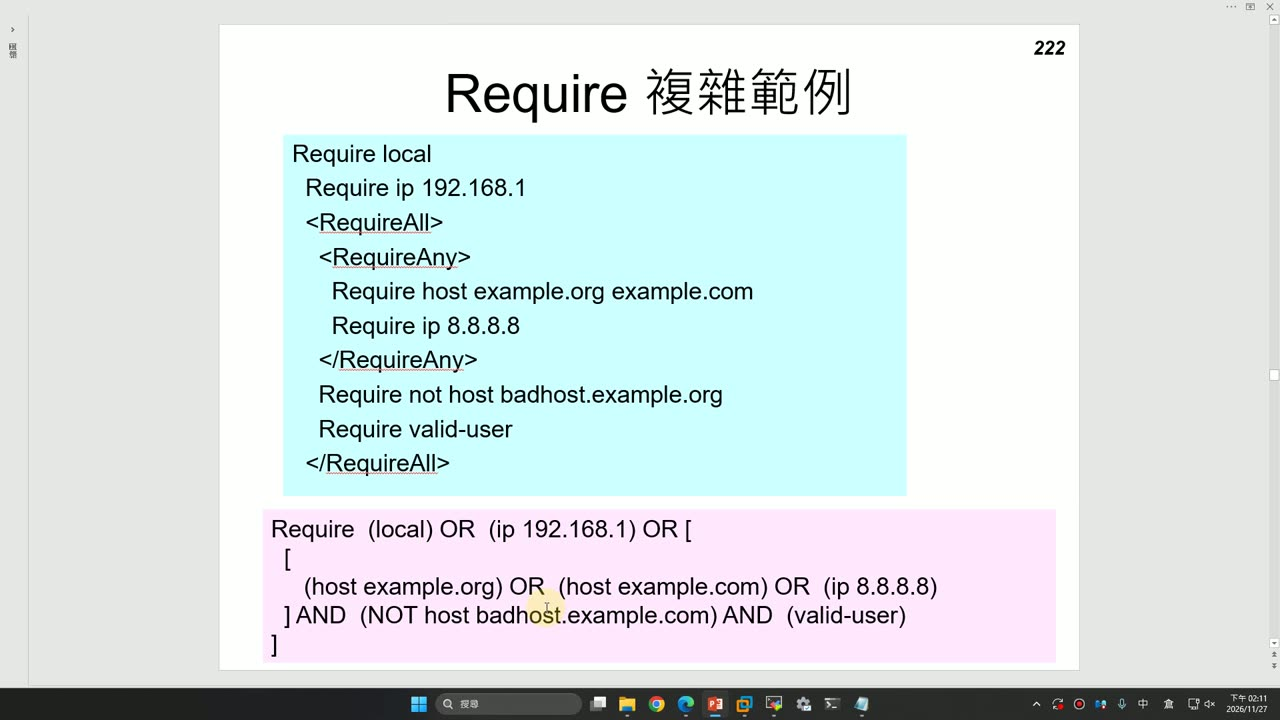 222
Require 複雜範例
Require local
Require ip 192.168.1
<RequireAll>
<RequireAny>
Require host example.org example.com
Require ip 8.8.8.8
</RequireAny>
Require not host badhost.example.org
Require valid-user
</RequireAll>
Require (local) OR (ip 192.168.1) OR [
[
(host example.org) OR (host example.com) OR (ip 8.8.8.8)
] AND (NOT host badhost.example.com) AND (valid-user)
]
搜尋
中
下午 02:11
2026/11/27